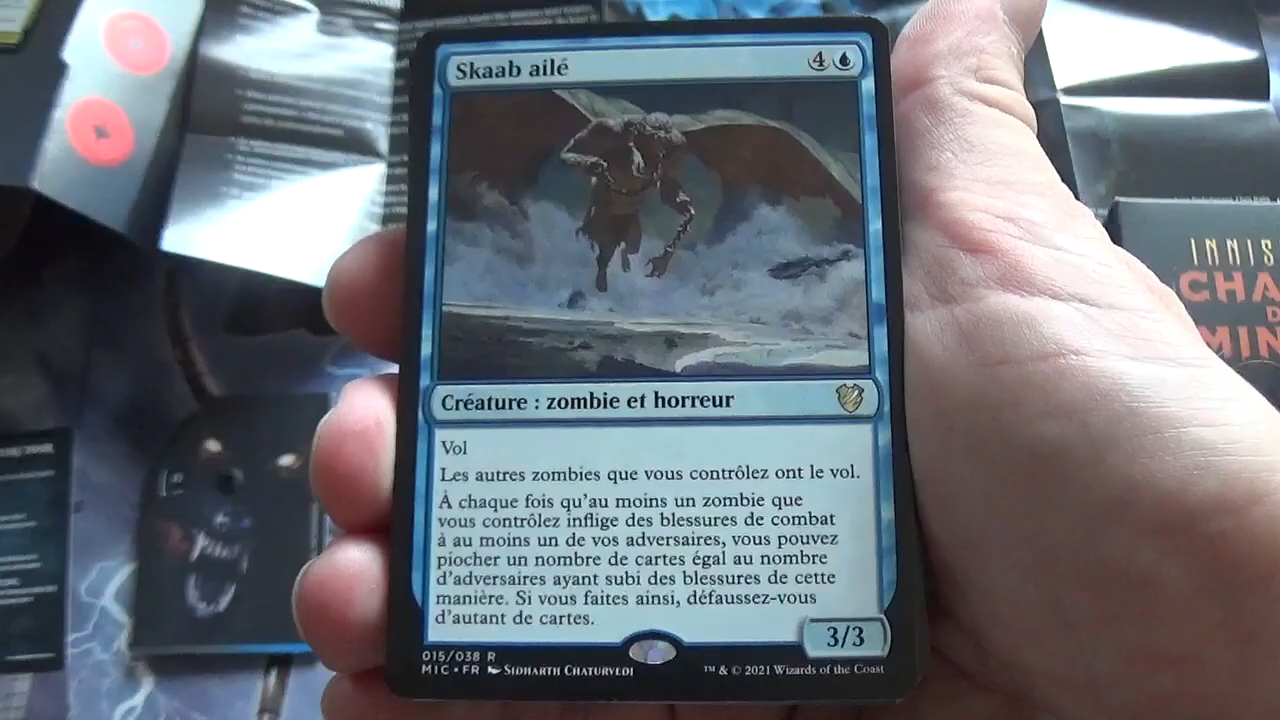 Skaab ailé
4
Créature : zombie et horreur
Vol
Les autres zombies que vous contrôlez ont le vol.
À chaque fois qu'au moins un zombie que
vous contrôlez inflige des blessures de combat
à au moins un de vos adversaires, vous pouvez
piocher un nombre de cartes égal au nombre
d'adversaires ayant subi des blessures de cette
manière. Si vous faites ainsi, défaussez-vous
d'autant de cartes.
3/3
015/038 R
MIC • FR Sidharth Chaturvedi
™ & © 2021 Wizards of the Coast
INNIS
CHA
D
MIN